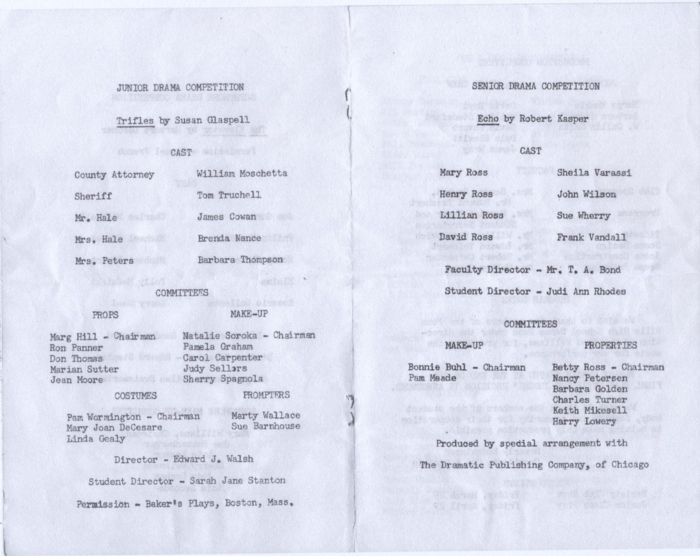 JUNIOR DRAMA COMPETITION
Trifles by Susan Glaspell
CAST
County Attorney William Moschetta
Sheriff Tom Truchell
Mr. Hale James Cowan
Mrs. Hale Brenda Nance
Mrs. Peters Barbara Thompson
COMMITTEES
PROPS MAKE-UP
Marg Hill - Chairman Natalie Soroka - Chairman
Ron Panner Pamela Graham
Don Thomas Carol Carpenter
Marian Sutter Judy Sellars
Jean Moore Sherry Spagnola
COSTUMES PROMPTERS
Pam Wormington - Chairman Marty Wallace
Mary Joan DeCesare Sue Barnhouse
Linda Gealy
Director - Edward J. Walsh
Student Director - Sarah Jane Stanton
Permission - Baker's Plays, Boston, Mass.
SENIOR DRAMA COMPETITION
Echo by Robert Kasper
CAST
Mary Ross Sheila Varassi
Henry Ross John Wilson
Lillian Ross Sue Wherry
David Ross Frank Vandall
Faculty Director - Mr. T. A. Bond
Student Director - Judi Ann Rhodes
COMMITTEES
MAKE-UP PROPERTIES
Bonnie Buhl - Chairman Betty Ross - Chairman
Pam Meade Nancy Petersen
Barbara Golden
Charles Turner
Keith Mikesell
Harry Lowery
Produced by special arrangement with
The Dramatic Publishing Company, of Chicago